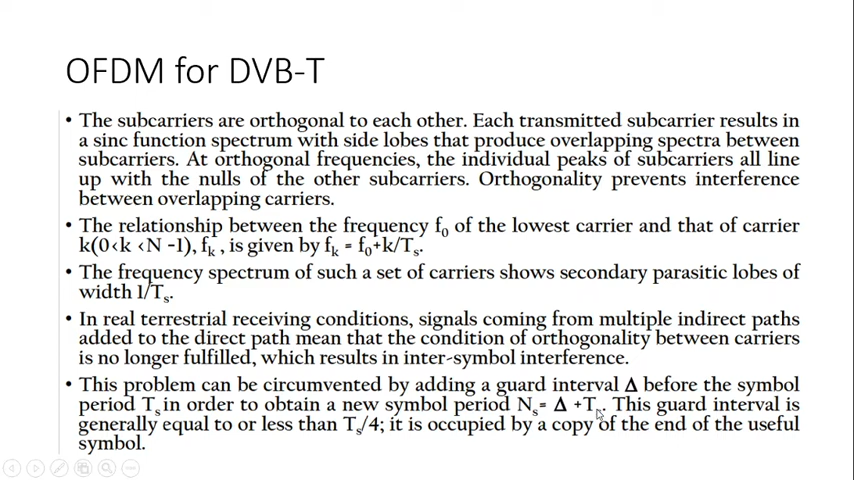 OFDM for DVB-T
• The subcarriers are orthogonal to each other. Each transmitted subcarrier results in
a sinc function spectrum with side lobes that produce overlapping spectra between
subcarriers. At orthogonal frequencies, the individual peaks of subcarriers all line
up with the nulls of the other subcarriers. Orthogonality prevents interference
between overlapping carriers.
• The relationship between the frequency f₀ of the lowest carrier and that of carrier
k(0<k <N -1), fₖ , is given by fₖ = f₀+k/Tₛ.
• The frequency spectrum of such a set of carriers shows secondary parasitic lobes of
width 1/Tₛ.
• In real terrestrial receiving conditions, signals coming from multiple indirect paths
added to the direct path mean that the condition of orthogonality between carriers
is no longer fulfilled, which results in inter-symbol interference.
• This problem can be circumvented by adding a guard interval Δ before the symbol
period Tₛ in order to obtain a new symbol period Nₛ= Δ +Tₛ. This guard interval is
generally equal to or less than Tₛ/4; it is occupied by a copy of the end of the useful
symbol.